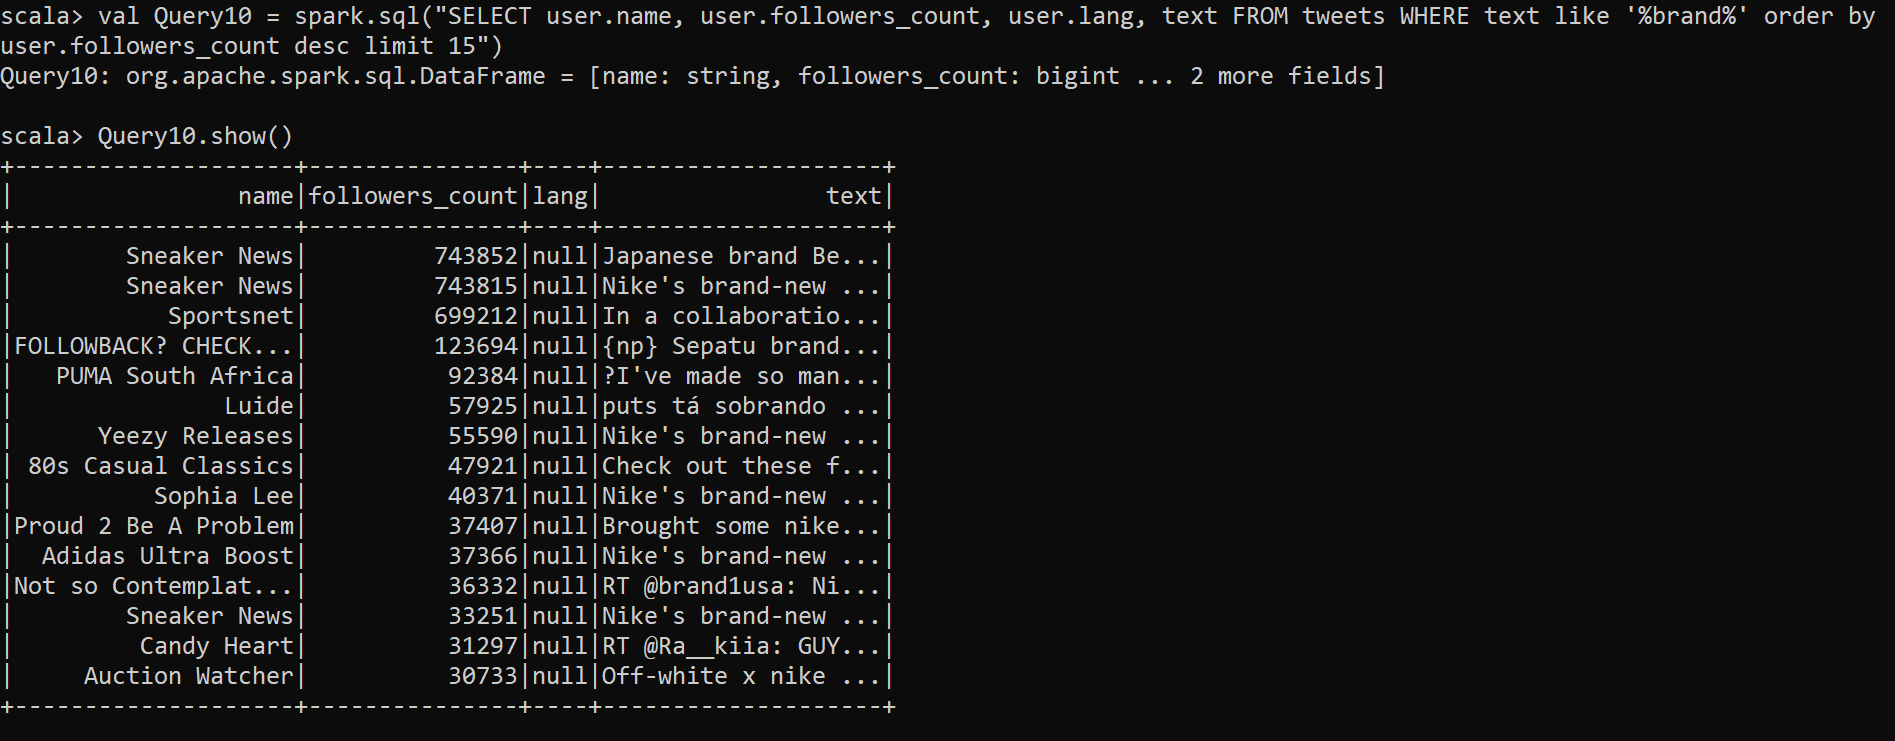 scala> val Query10 = spark.sql("SELECT user.name, user.followers_count, user.lang, text FROM tweets WHERE text like '%brand%' order by
user.followers_count desc limit 15")
Query10: org.apache.spark.sql.DataFrame = [name: string, followers_count: bigint ... 2 more fields]

scala> Query10.show()
+--------------------+---------------+----+--------------------+
|                name|followers_count|lang|                text|
+--------------------+---------------+----+--------------------+
|        Sneaker News|         743852|null|Japanese brand Be...|
|        Sneaker News|         743815|null|Nike's brand-new ...|
|           Sportsnet|         699212|null|In a collaboratio...|
|FOLLOWBACK? CHECK...|         123694|null|{np} Sepatu brand...|
|   PUMA South Africa|          92384|null|?I've made so man...|
|               Luide|          57925|null|puts tá sobrando ...|
|      Yeezy Releases|          55590|null|Nike's brand-new ...|
| 80s Casual Classics|          47921|null|Check out these f...|
|          Sophia Lee|          40371|null|Nike's brand-new ...|
|Proud 2 Be A Problem|          37407|null|Brought some nike...|
|  Adidas Ultra Boost|          37366|null|Nike's brand-new ...|
|Not so Contemplat...|          36332|null|RT @brand1usa: Ni...|
|        Sneaker News|          33251|null|Nike's brand-new ...|
|         Candy Heart|          31297|null|RT @Ra__kiia: GUY...|
|     Auction Watcher|          30733|null|Off-white x nike ...|
+--------------------+---------------+----+--------------------+